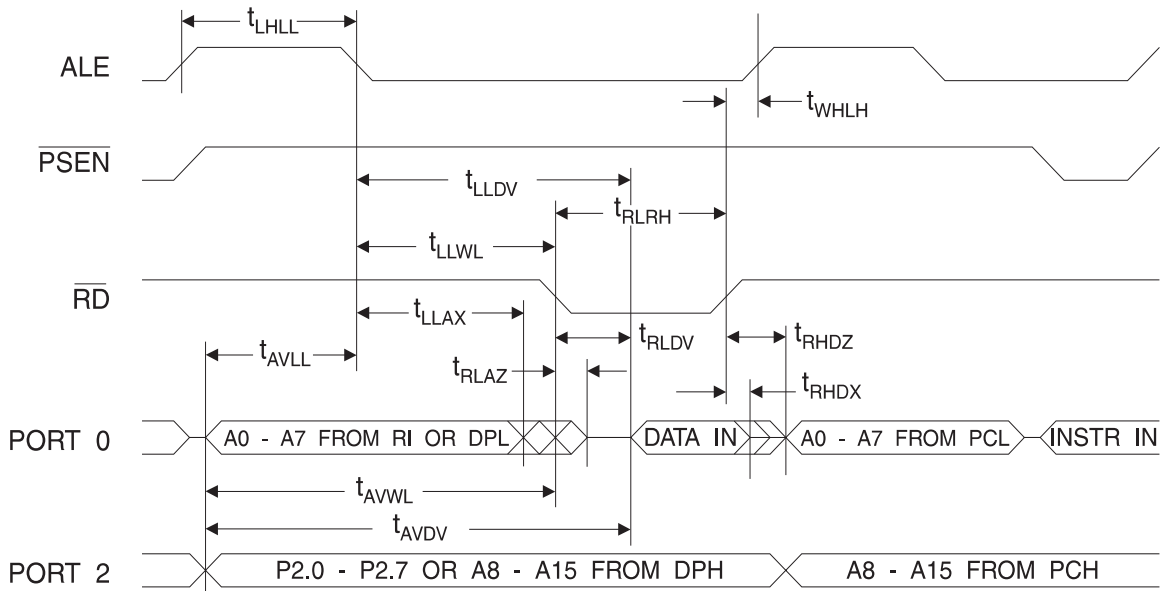 tLHLL
ALE
tWHLH
PSEN
tLLDV
tRLRH
tLLWL
RD
tLLAX
tRLDV
tRHDZ
tAVLL
tRLAZ
tRHDX
PORT 0
A0 - A7 FROM RI OR DPL
DATA IN
A0 - A7 FROM PCL
INSTR IN
tAVWL
tAVDV
PORT 2
P2.0 - P2.7 OR A8 - A15 FROM DPH
A8 - A15 FROM PCH